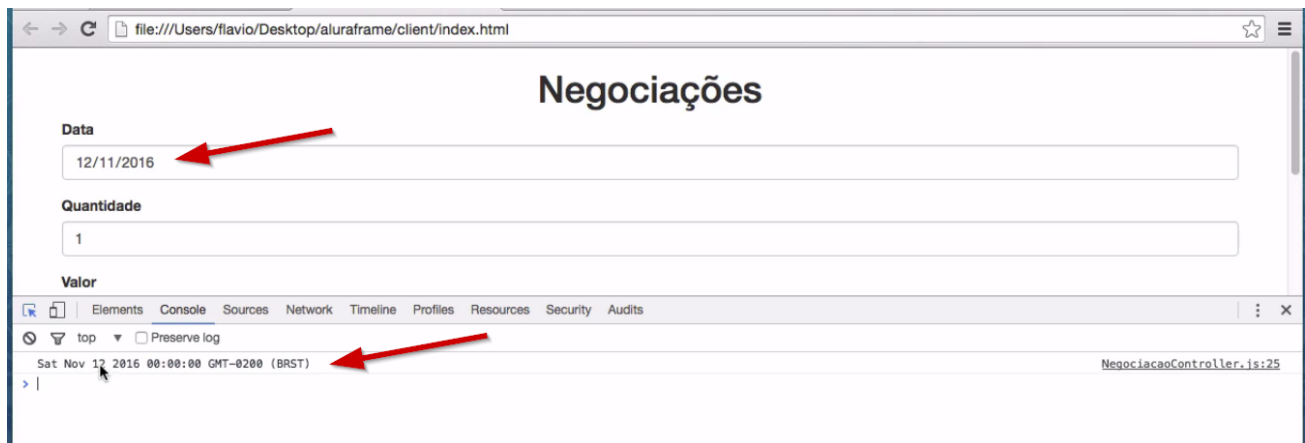 file:///Users/flavio/Desktop/aluraframe/client/index.html
Negociações
Data
12/11/2016
Quantidade
1
Valor
Elements Console Sources Network Timeline Profiles Resources Security Audits
top Preserve log
Sat Nov 12 2016 00:00:00 GMT-0200 (BRST) NegociacaoController.js:25
>